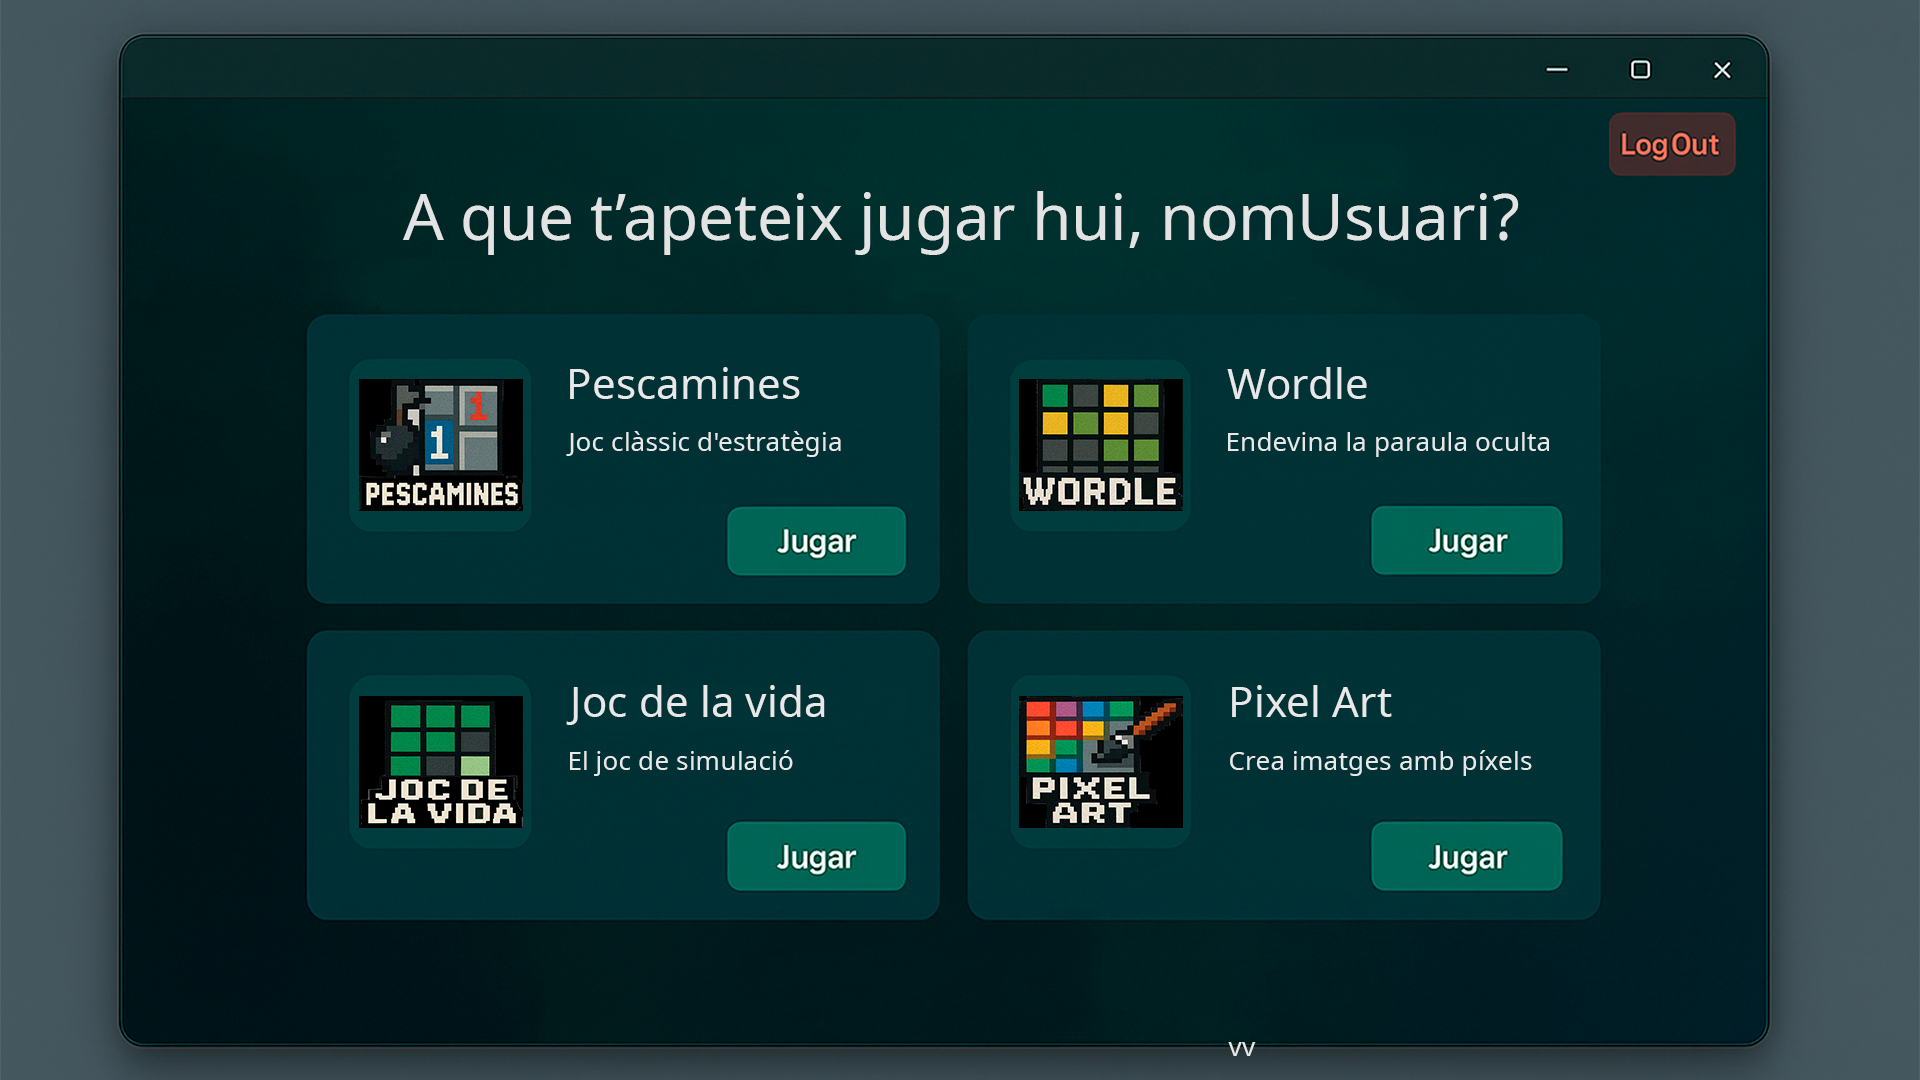 LogOut
A que t’apeteix jugar hui, nomUsuari?
1
1
PESCAMINES
Pescamines
Joc clàssic d'estratègia
Jugar
WORDLE
Wordle
Endevina la paraula oculta
Jugar
JOC DE
LA VIDA
Joc de la vida
El joc de simulació
Jugar
PIXEL
ART
Pixel Art
Crea imatges amb píxels
Jugar
vv